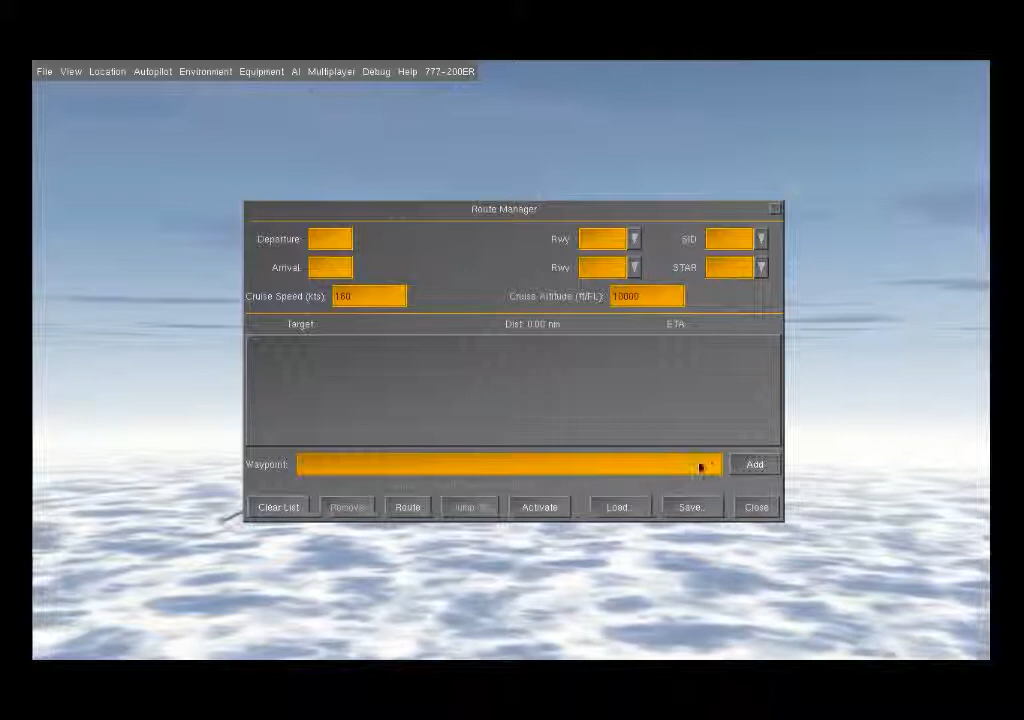 File View Location Autopilot Environment Equipment AI Multiplayer Debug Help 777-200ER
Route Manager
Departure: Rwy: SID:
Arrival: Rwy: STAR:
Cruise Speed (kts): 160 Cruise Altitude (ft/FL): 10000
Target Dist: 0.00 nm ETA
Waypoint: Add
Clear List Remove Route Jump Activate Load.. Save.. Close